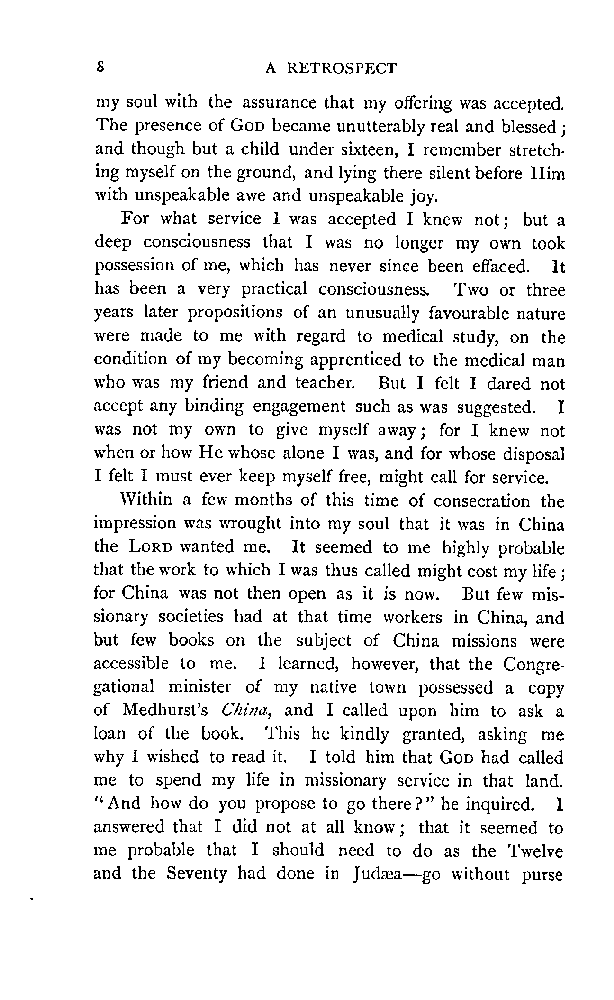 8 A RETROSPECT
my soul with the assurance that my offering was accepted.
The presence of GOD became unutterably real and blessed;
and though but a child under sixteen, I remember stretch-
ing myself on the ground, and lying there silent before Him
with unspeakable awe and unspeakable joy.
For what service I was accepted I knew not; but a
deep consciousness that I was no longer my own took
possession of me, which has never since been effaced. It
has been a very practical consciousness. Two or three
years later propositions of an unusually favourable nature
were made to me with regard to medical study, on the
condition of my becoming apprenticed to the medical man
who was my friend and teacher. But I felt I dared not
accept any binding engagement such as was suggested. I
was not my own to give myself away; for I knew not
when or how He whose alone I was, and for whose disposal
I felt I must ever keep myself free, might call for service.
Within a few months of this time of consecration the
impression was wrought into my soul that it was in China
the LORD wanted me. It seemed to me highly probable
that the work to which I was thus called might cost my life;
for China was not then open as it is now. But few mis-
sionary societies had at that time workers in China, and
but few books on the subject of China missions were
accessible to me. I learned, however, that the Congre-
gational minister of my native town possessed a copy
of Medhurst's China, and I called upon him to ask a
loan of the book. This he kindly granted, asking me
why I wished to read it. I told him that GOD had called
me to spend my life in missionary service in that land.
"And how do you propose to go there?" he inquired. I
answered that I did not at all know; that it seemed to
me probable that I should need to do as the Twelve
and the Seventy had done in Judæa—go without purse